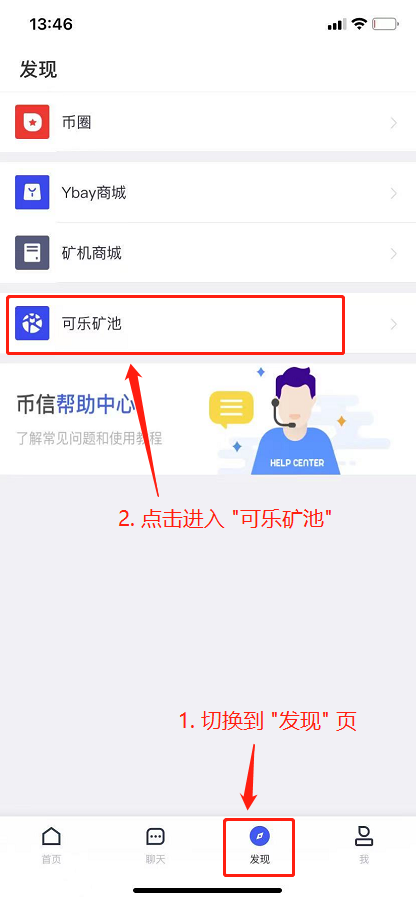 13:46
发现
币圈
Ybay商城
矿机商城
可乐矿池
币信帮助中心
了解常见问题和使用教程
HELP CENTER
2. 点击进入 "可乐矿池"
1. 切换到 "发现" 页
首页
聊天
发现
我